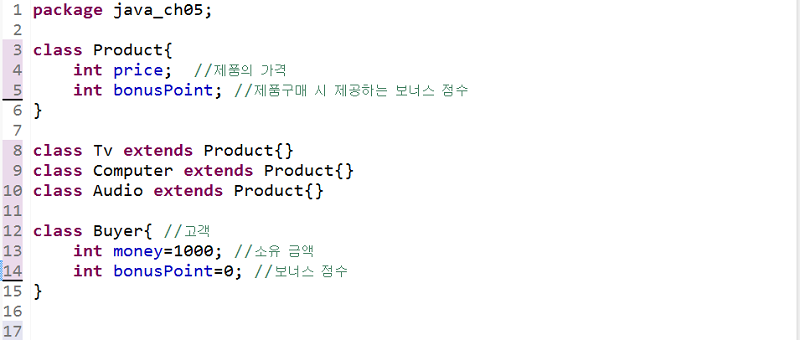 1 package java_ch05;
2
3 class Product{
4     int price;  //제품의 가격
5     int bonusPoint; //제품구매 시 제공하는 보너스 점수
6 }
7
8 class Tv extends Product{}
9 class Computer extends Product{}
10 class Audio extends Product{}
11
12 class Buyer{ //고객
13     int money=1000; //소유 금액
14     int bonusPoint=0; //보너스 점수
15 }
16
17